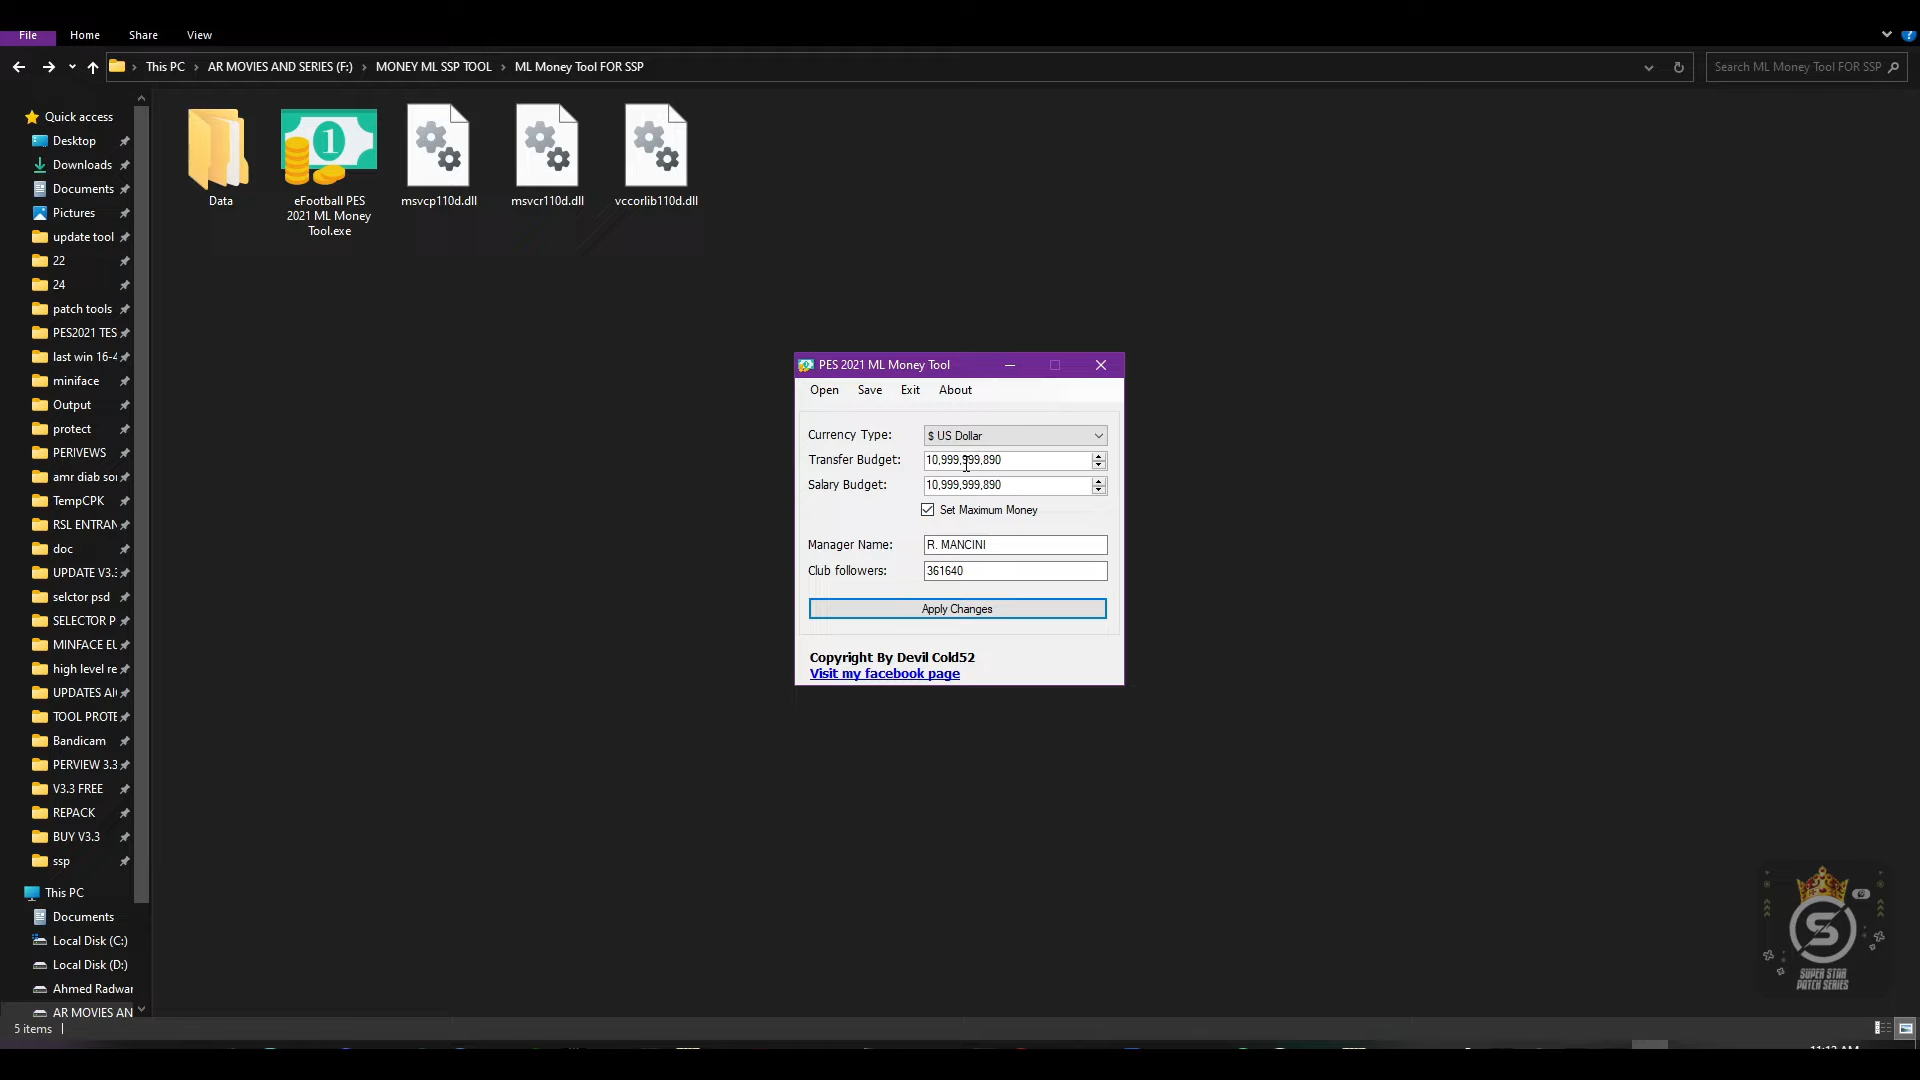 File
Home
Share
View
This PC
AR MOVIES AND SERIES (F:)
MONEY ML SSP TOOL
ML Money Tool FOR SSP
Search ML Money Tool FOR SSP
Quick access
Desktop
Downloads
Documents
Pictures
update tool
22
24
patch tools
PES2021 TES
last win 16-4
miniface
Output
protect
PERIVEWS
amr diab so
TempCPK
RSL ENTRAN
doc
UPDATE V3.3
selctor psd
SELECTOR P
MINFACE EL
high level re
UPDATES AI
TOOL PROTE
Bandicam
PERVIEW 3.3
V3.3 FREE
REPACK
BUY V3.3
ssp
This PC
Documents
Local Disk (C:)
Local Disk (D:)
Ahmed Radwar
AR MOVIES AN
5 items
Data
eFootball PES
2021 ML Money
Tool.exe
msvcp110d.dll
msvcr110d.dll
vccorlib110d.dll
PES 2021 ML Money Tool
Open
Save
Exit
About
Currency Type:
$ US Dollar
Transfer Budget:
10,999,999,890
Salary Budget:
10,999,999,890
Set Maximum Money
Manager Name:
R. MANCINI
Club followers:
361640
Apply Changes
Copyright By Devil Cold52
Visit my facebook page
SUPER STAR
PATCH SERIES